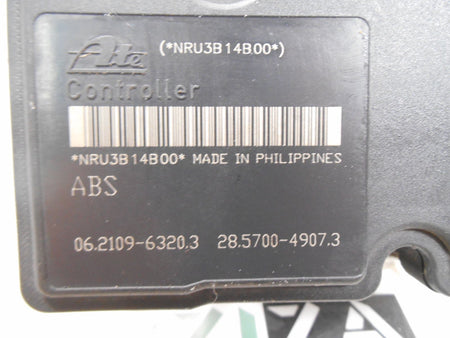 (*NRU3B14B00*)
Ate
Controller
*NRU3B14B00* MADE IN PHILIPPINES
ABS
06.2109-6320.3 28.5700-4907.3